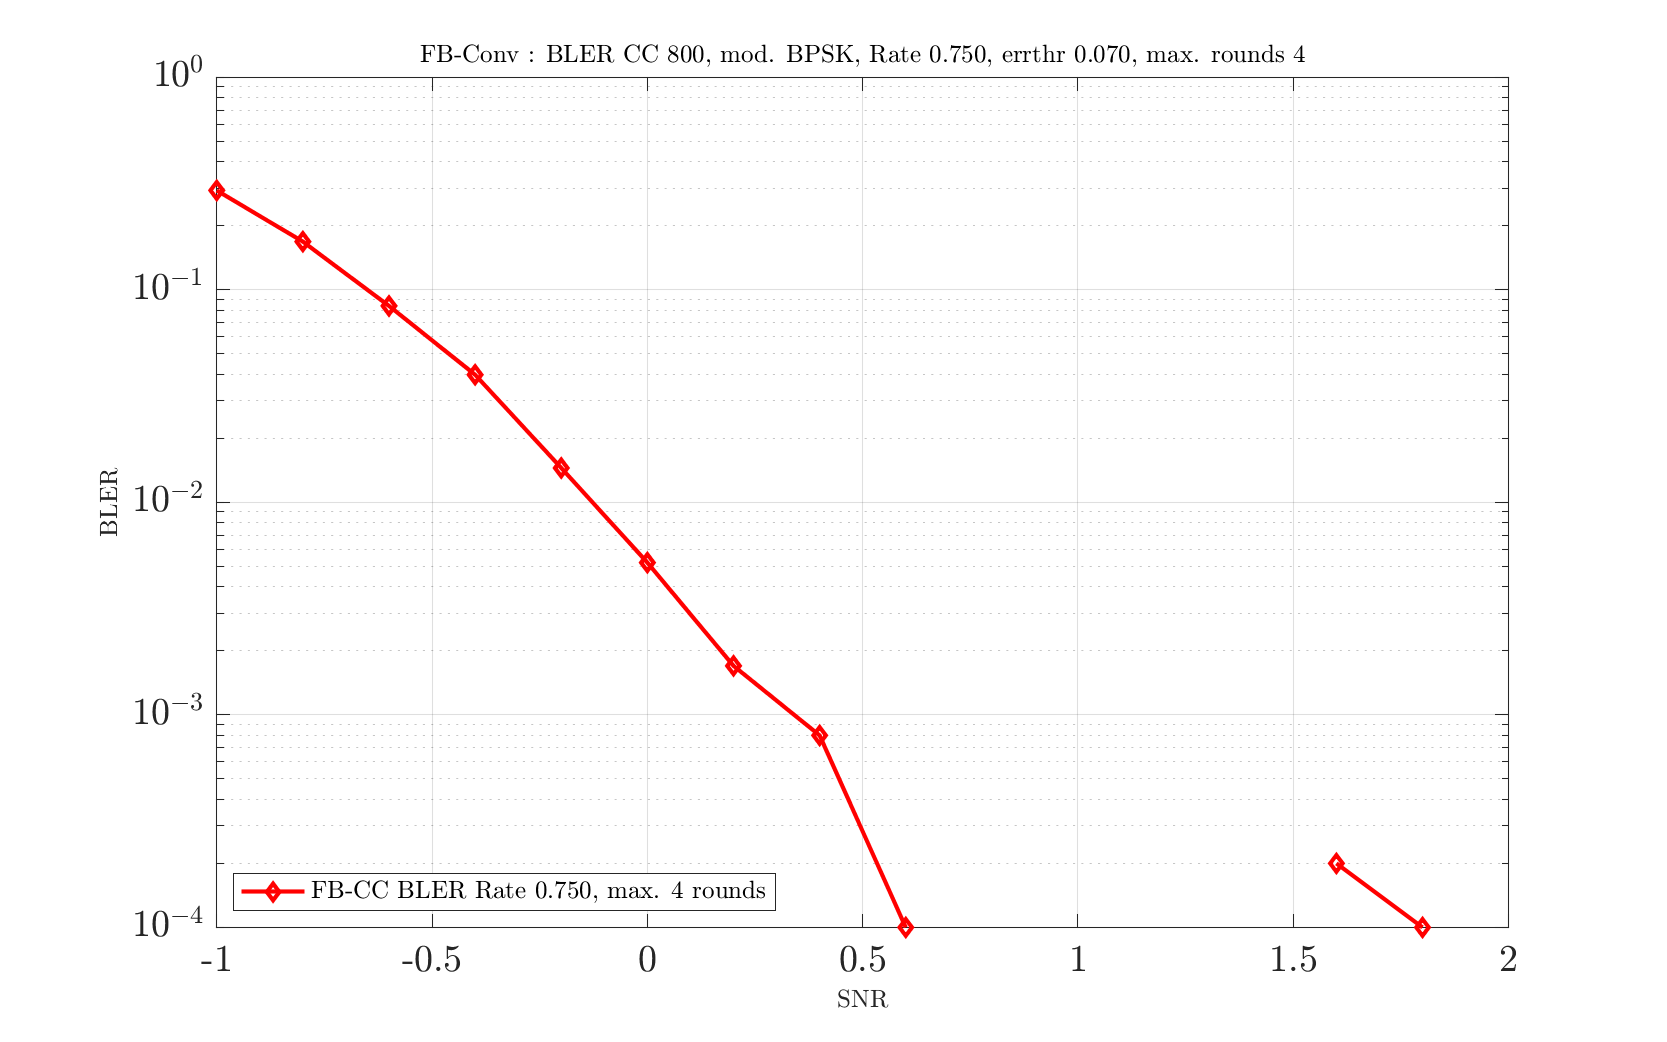 FB-Conv : BLER CC 800, mod. BPSK, Rate 0.750, errthr 0.070, max. rounds 4
10^0
10^{-1}
10^{-2}
10^{-3}
10^{-4}
BLER
FB-CC BLER Rate 0.750, max. 4 rounds
-1 -0.5 0 0.5 1 1.5 2
SNR